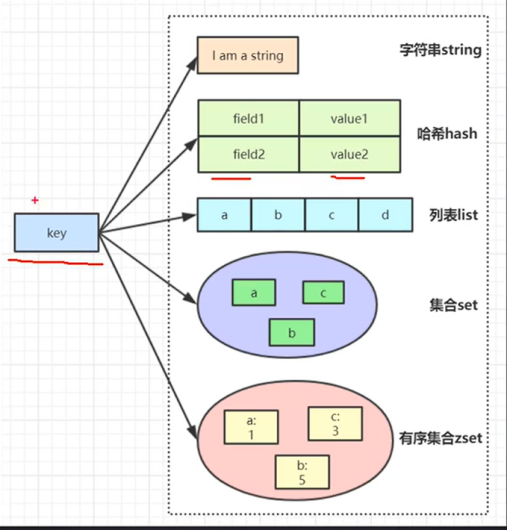 I am a string
字符串string
field1
value1
field2
value2
哈希hash
key
a
b
c
d
列表list
a
c
b
集合set
a:
1
c:
3
b:
5
有序集合zset